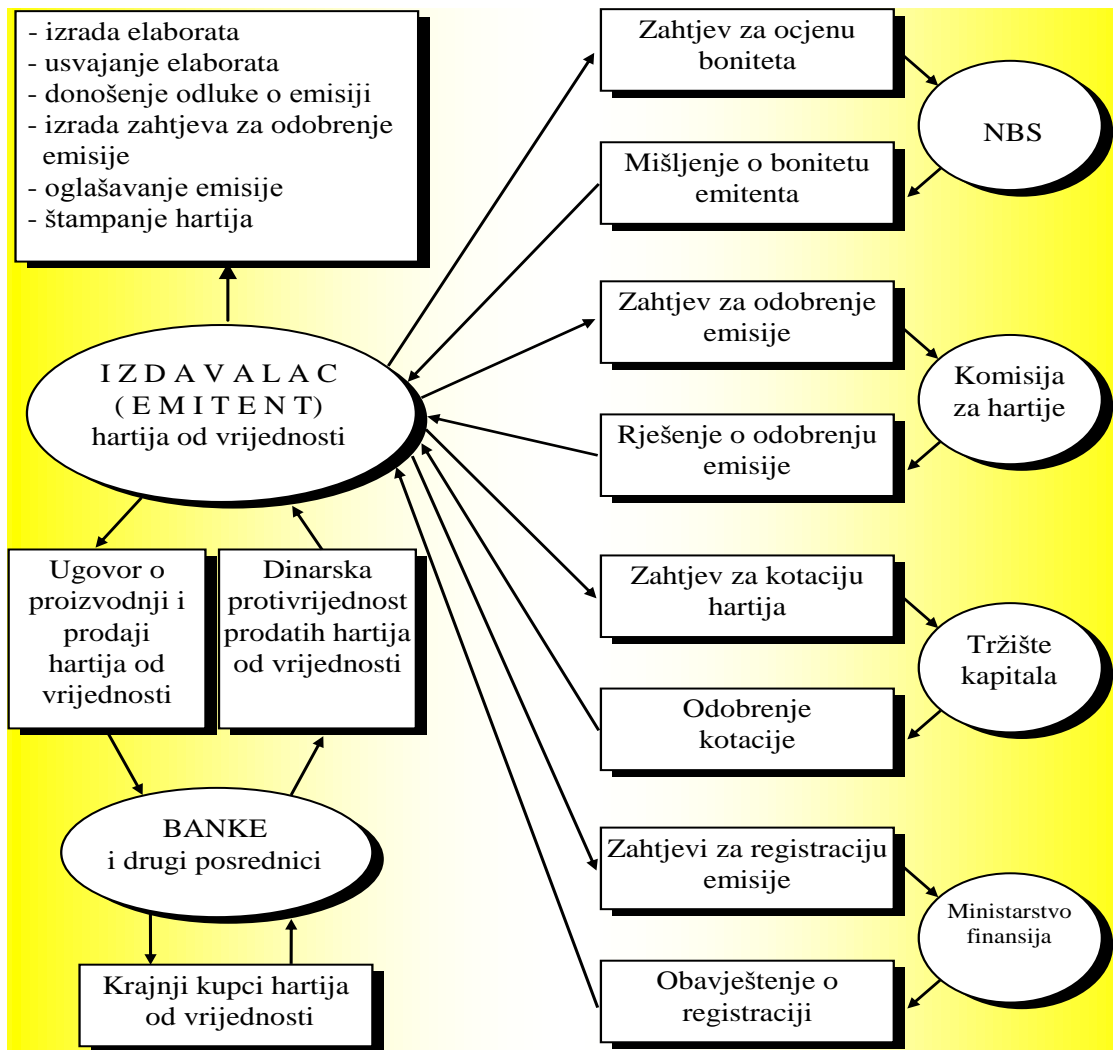 - izrada elaborata
- usvajanje elaborata
- donošenje odluke o emisiji
- izrada zahtjeva za odobrenje
emisije
- oglašavanje emisije
- štampanje hartija
I Z D A V A L A C
( E M I T E N T)
hartija od vrijednosti
Ugovor o
proizvodnji i
prodaji
hartija od
vrijednosti
Dinarska
protivrijednost
prodatih hartija
od vrijednosti
BANKE
i drugi posrednici
Krajnji kupci hartija
od vrijednosti
Zahtjev za ocjenu
boniteta
NBS
Mišljenje o bonitetu
emitenta
Zahtjev za odobrenje
emisije
Komisija
za hartije
Rješenje o odobrenju
emisije
Zahtjev za kotaciju
hartija
Tržište
kapitala
Odobrenje
kotacije
Zahtjevi za registraciju
emisije
Ministarstvo
finansija
Obavještenje o
registraciji